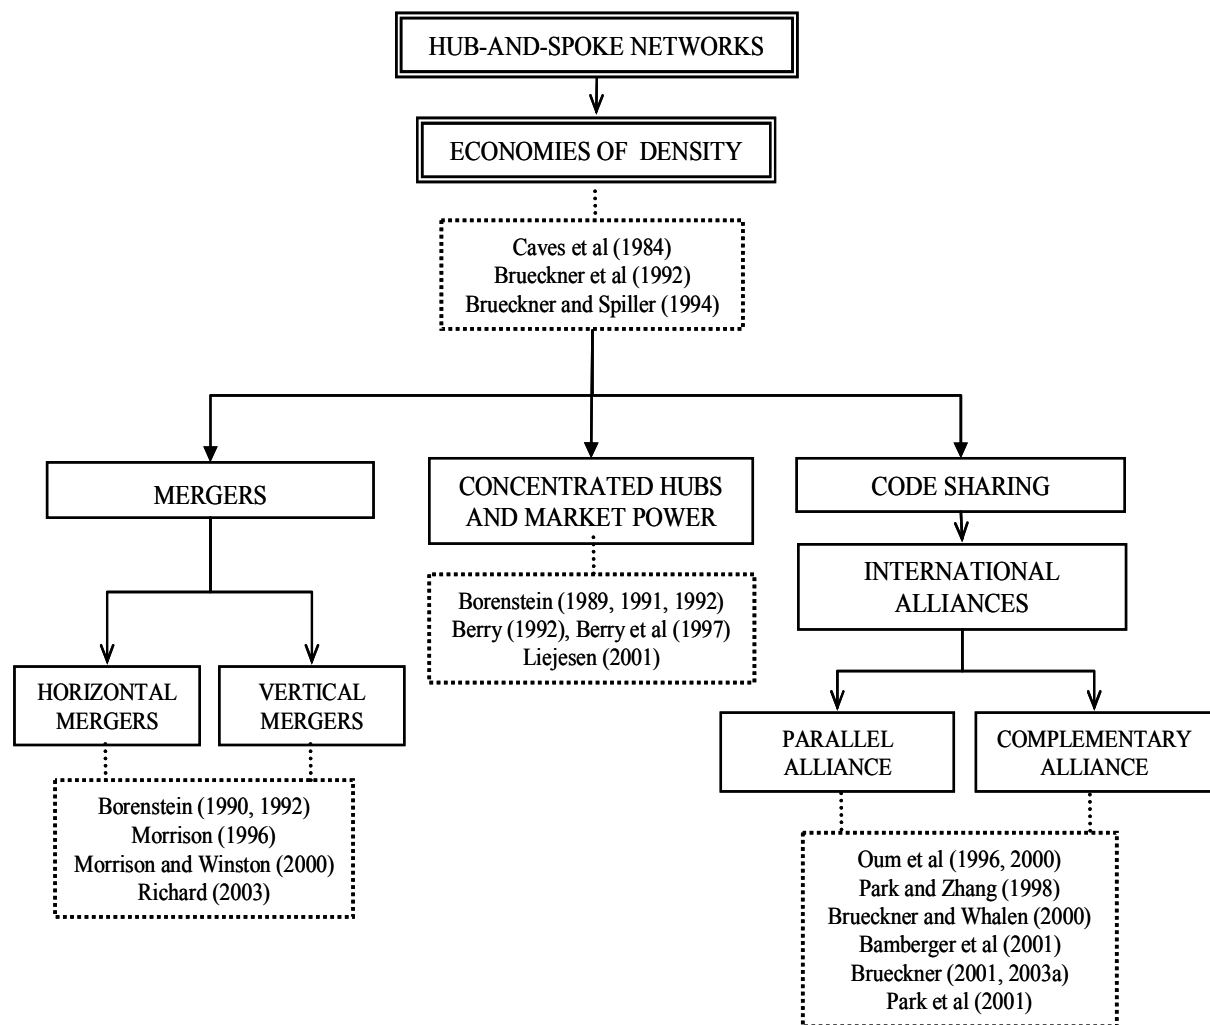 HUB-AND-SPOKE NETWORKS
ECONOMIES OF DENSITY
Caves et al (1984)
Brueckner et al (1992)
Brueckner and Spiller (1994)
MERGERS
CONCENTRATED HUBS
AND MARKET POWER
CODE SHARING
INTERNATIONAL
ALLIANCES
Borenstein (1989, 1991, 1992)
Berry (1992), Berry et al (1997)
Liejesen (2001)
HORIZONTAL
MERGERS
VERTICAL
MERGERS
PARALLEL
ALLIANCE
COMPLEMENTARY
ALLIANCE
Borenstein (1990, 1992)
Morrison (1996)
Morrison and Winston (2000)
Richard (2003)
Oum et al (1996, 2000)
Park and Zhang (1998)
Brueckner and Whalen (2000)
Bamberger et al (2001)
Brueckner (2001, 2003a)
Park et al (2001)